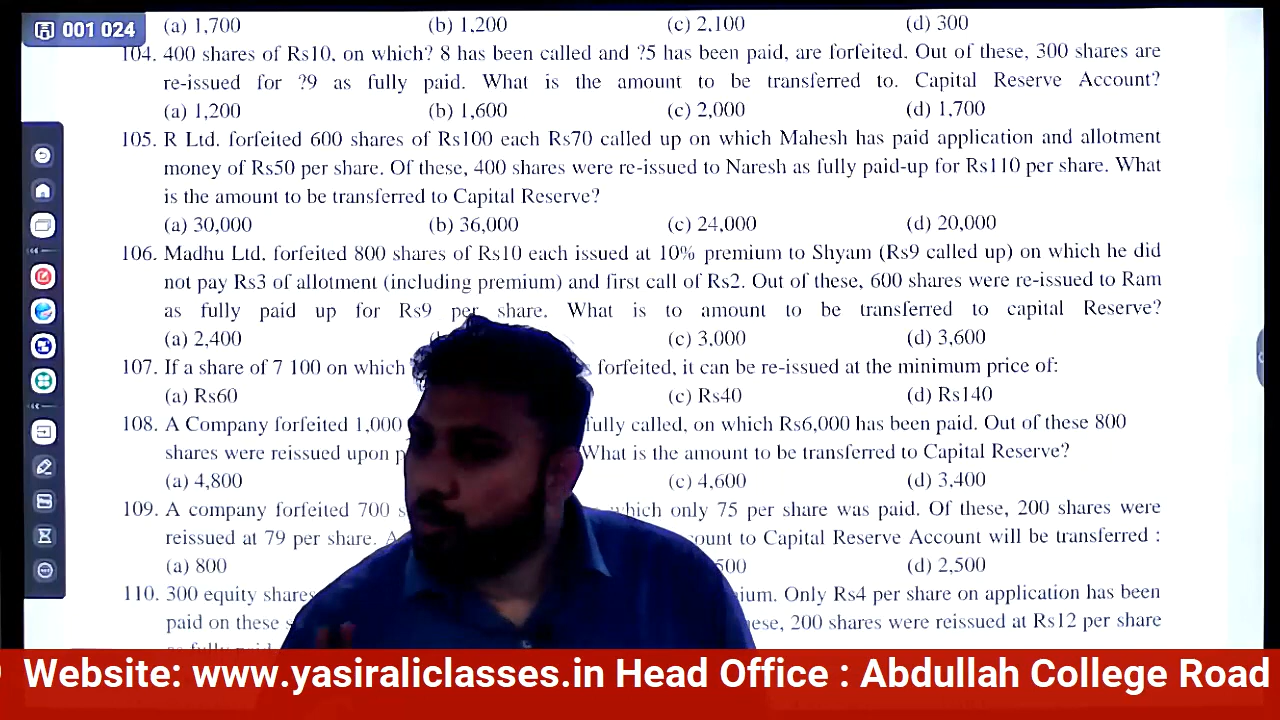 001 024
(a) 1,700 (b) 1,200 (c) 2,100 (d) 300
104. 400 shares of Rs10, on which? 8 has been called and ?5 has been paid, are forfeited. Out of these, 300 shares are
re-issued for ?9 as fully paid. What is the amount to be transferred to. Capital Reserve Account?
(a) 1,200 (b) 1,600 (c) 2,000 (d) 1,700
105. R Ltd. forfeited 600 shares of Rs100 each Rs70 called up on which Mahesh has paid application and allotment
money of Rs50 per share. Of these, 400 shares were re-issued to Naresh as fully paid-up for Rs110 per share. What
is the amount to be transferred to Capital Reserve?
(a) 30,000 (b) 36,000 (c) 24,000 (d) 20,000
106. Madhu Ltd. forfeited 800 shares of Rs10 each issued at 10% premium to Shyam (Rs9 called up) on which he did
not pay Rs3 of allotment (including premium) and first call of Rs2. Out of these, 600 shares were re-issued to Ram
as fully paid up for Rs9 per share. What is to amount to be transferred to capital Reserve?
(a) 2,400 (c) 3,000 (d) 3,600
107. If a share of 7 100 on which forfeited, it can be re-issued at the minimum price of:
(a) Rs60 (c) Rs40 (d) Rs140
108. A Company forfeited 1,000 fully called, on which Rs6,000 has been paid. Out of these 800
shares were reissued upon What is the amount to be transferred to Capital Reserve?
(a) 4,800 (c) 4,600 (d) 3,400
109. A company forfeited 700 which only 75 per share was paid. Of these, 200 shares were
reissued at 79 per share. to Capital Reserve Account will be transferred :
(a) 800 (d) 2,500
110. 300 equity shares Only Rs4 per share on application has been
paid on these 200 shares were reissued at Rs12 per share
Website: www.yasiraliclasses.in Head Office : Abdullah College Road